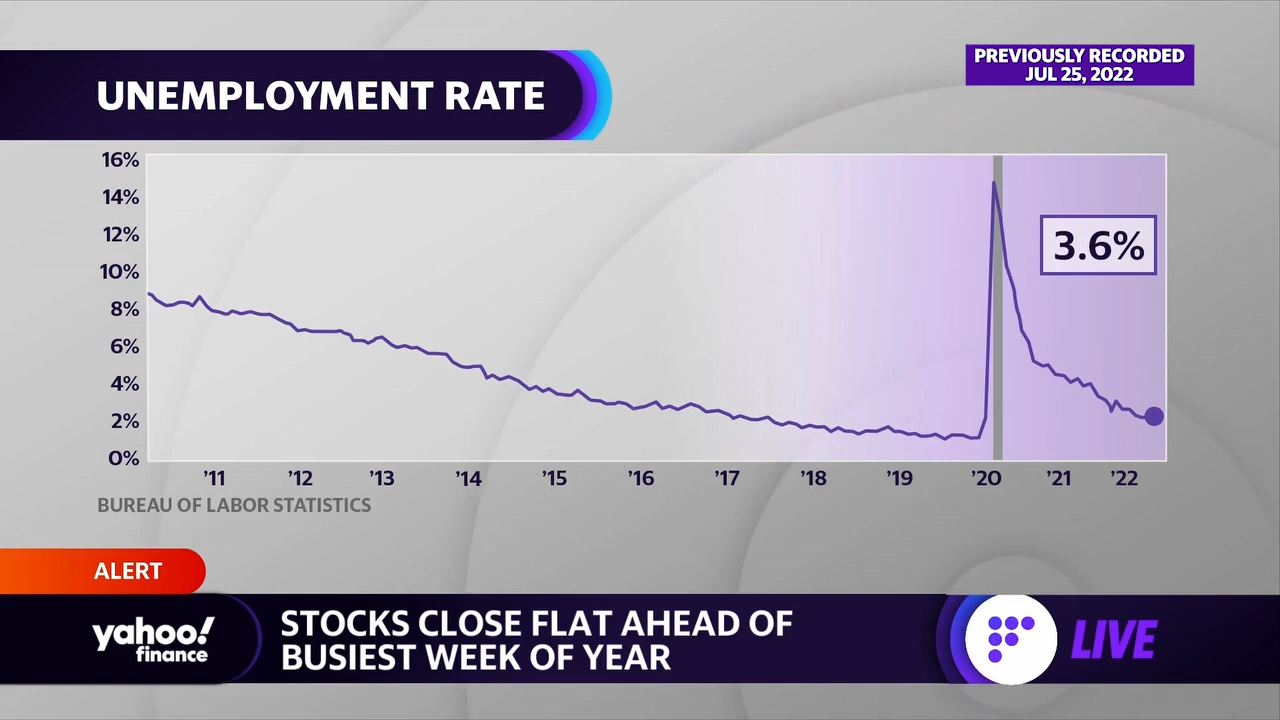 UNEMPLOYMENT RATE
PREVIOUSLY RECORDED
JUL 25, 2022
16%
14%
12%
10%
8%
6%
4%
2%
0%
3.6%
’11 ’12 ’13 ’14 ’15 ’16 ’17 ’18 ’19 ’20 ’21 ’22
BUREAU OF LABOR STATISTICS
ALERT
yahoo!
finance
STOCKS CLOSE FLAT AHEAD OF
BUSIEST WEEK OF YEAR
LIVE